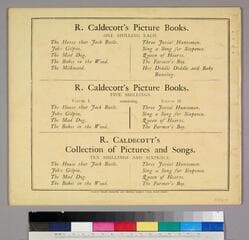 R. Caldecott's Picture Books.
ONE SHILLING EACH.
The House that Jack Built. Three Jovial Huntsmen.
John Gilpin. Sing a Song for Sixpence.
The Mad Dog. Queen of Hearts.
The Babes in the Wood. The Farmer's Boy.
The Milkmaid. Hey Diddle Diddle and Baby
Bunting.
R. Caldecott's Picture Books.
FIVE SHILLINGS.
VOLUME I. containing VOLUME II.
The House that Jack Built. Three Jovial Huntsmen.
John Gilpin. Sing a Song for Sixpence.
The Mad Dog. Queen of Hearts.
The Babes in the Wood. The Farmer's Boy.
R. CALDECOTT'S
Collection of Pictures and Songs.
TEN SHILLINGS AND SIXPENCE.
The House that Jack Built. Three Jovial Huntsmen.
John Gilpin. Sing a Song for Sixpence.
The Mad Dog. Queen of Hearts.
The Babes in the Wood. The Farmer's Boy.